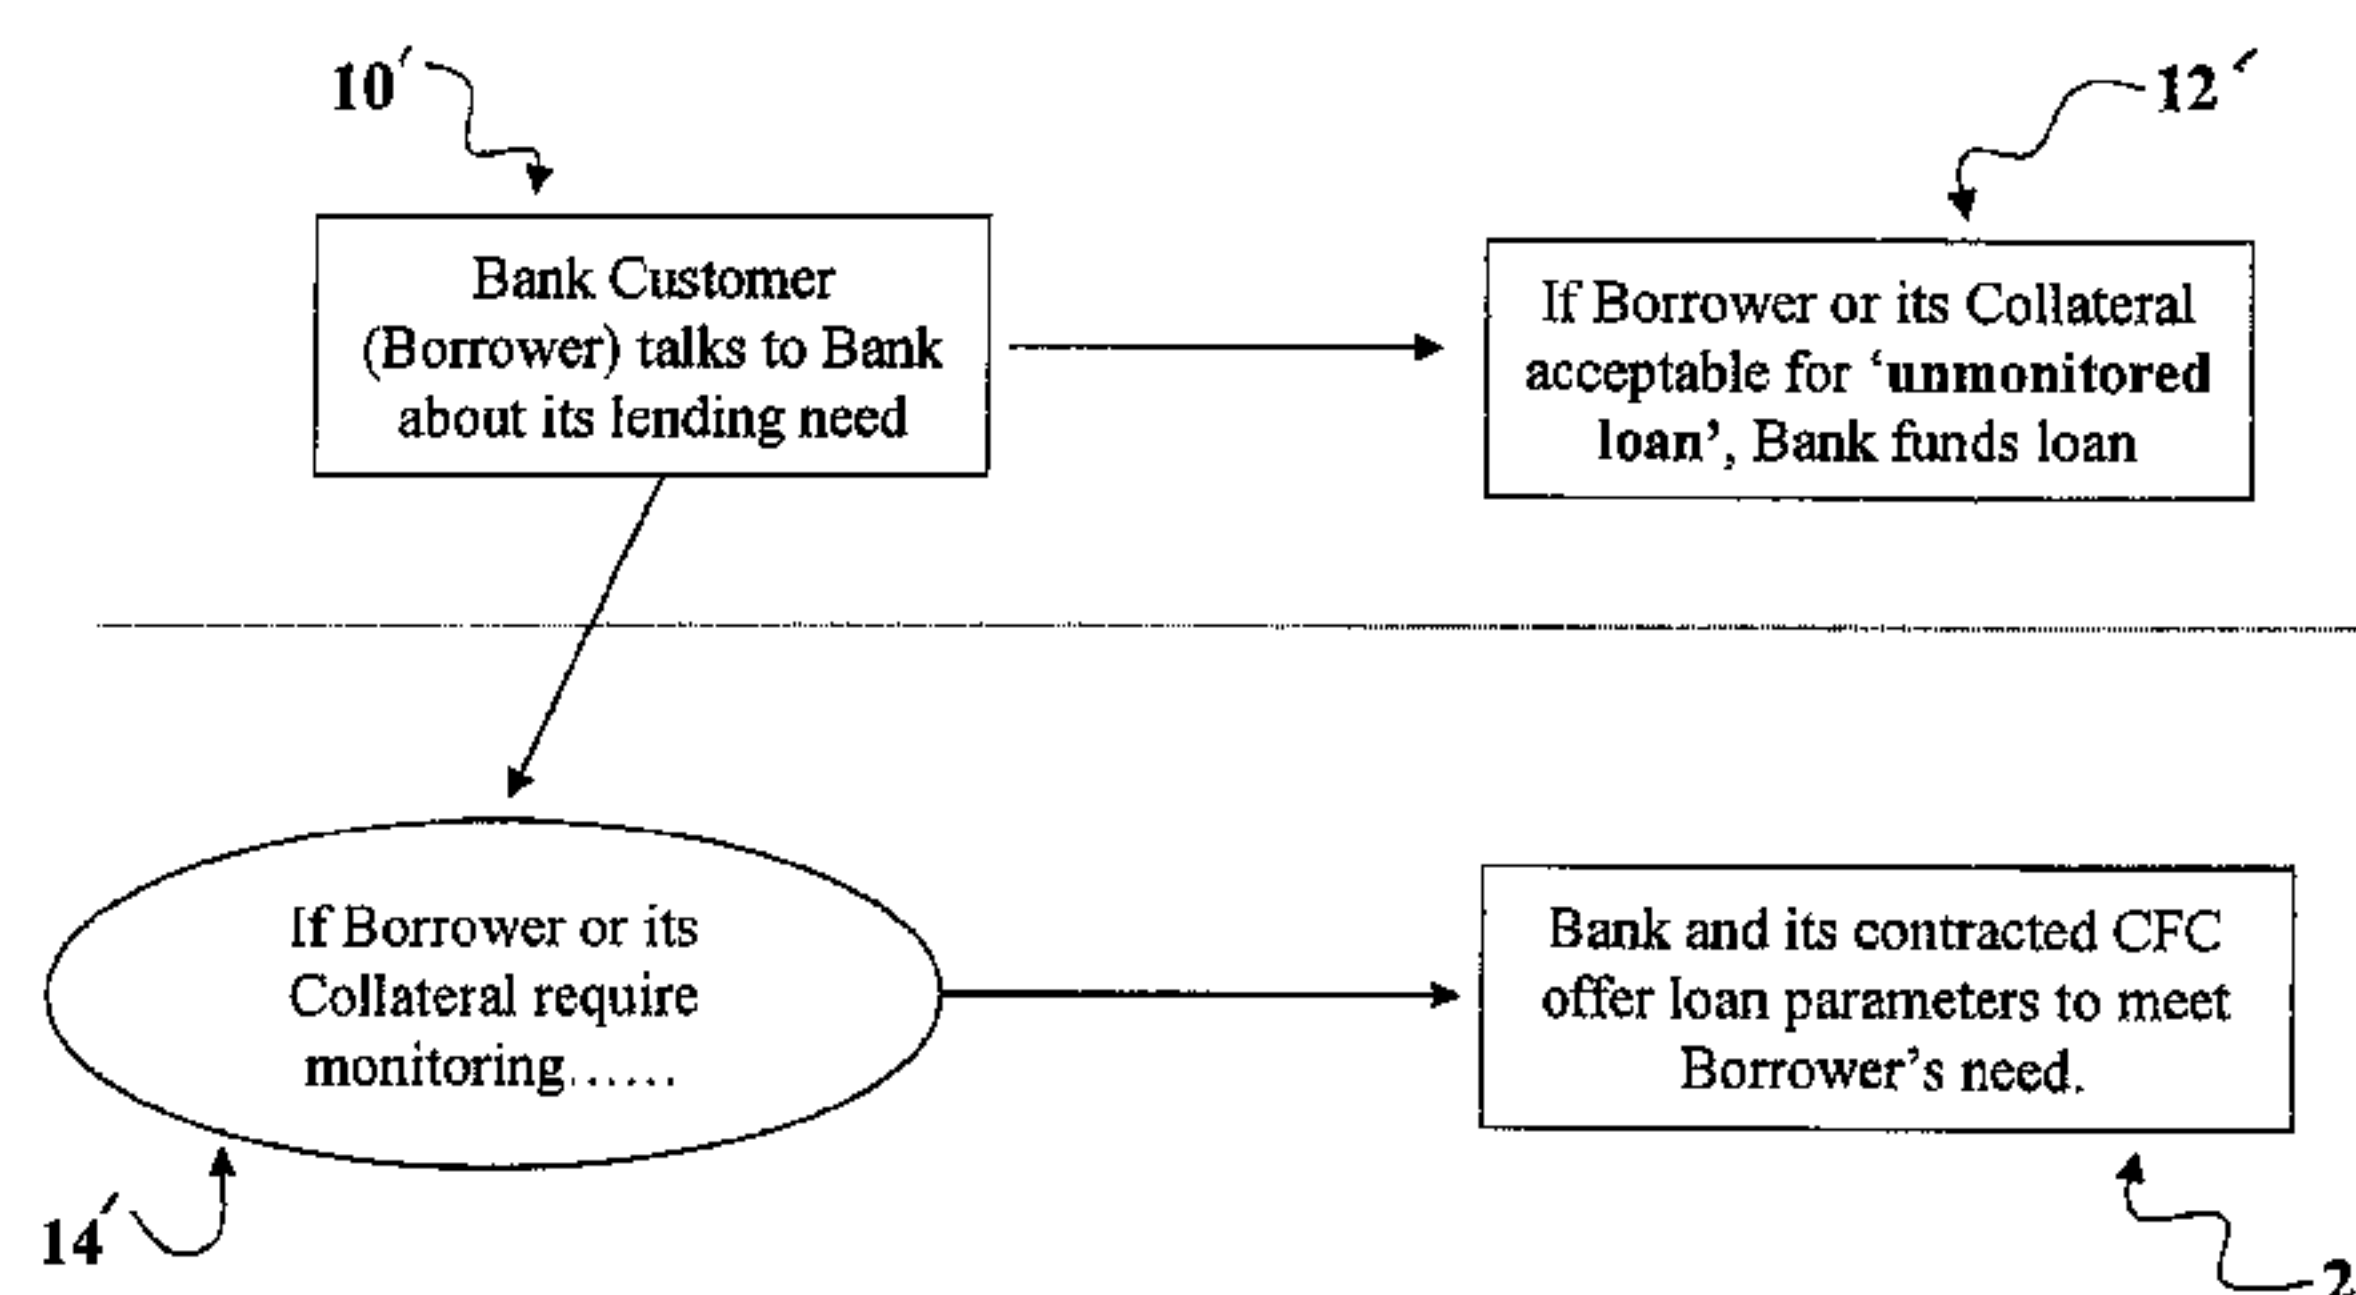 10′
12′
Bank Customer
(Borrower) talks to Bank
about its lending need
If Borrower or its Collateral
acceptable for ‘unmonitored
loan’, Bank funds loan
If Borrower or its
Collateral require
monitoring……
Bank and its contracted CFC
offer loan parameters to meet
Borrower’s need.
14′